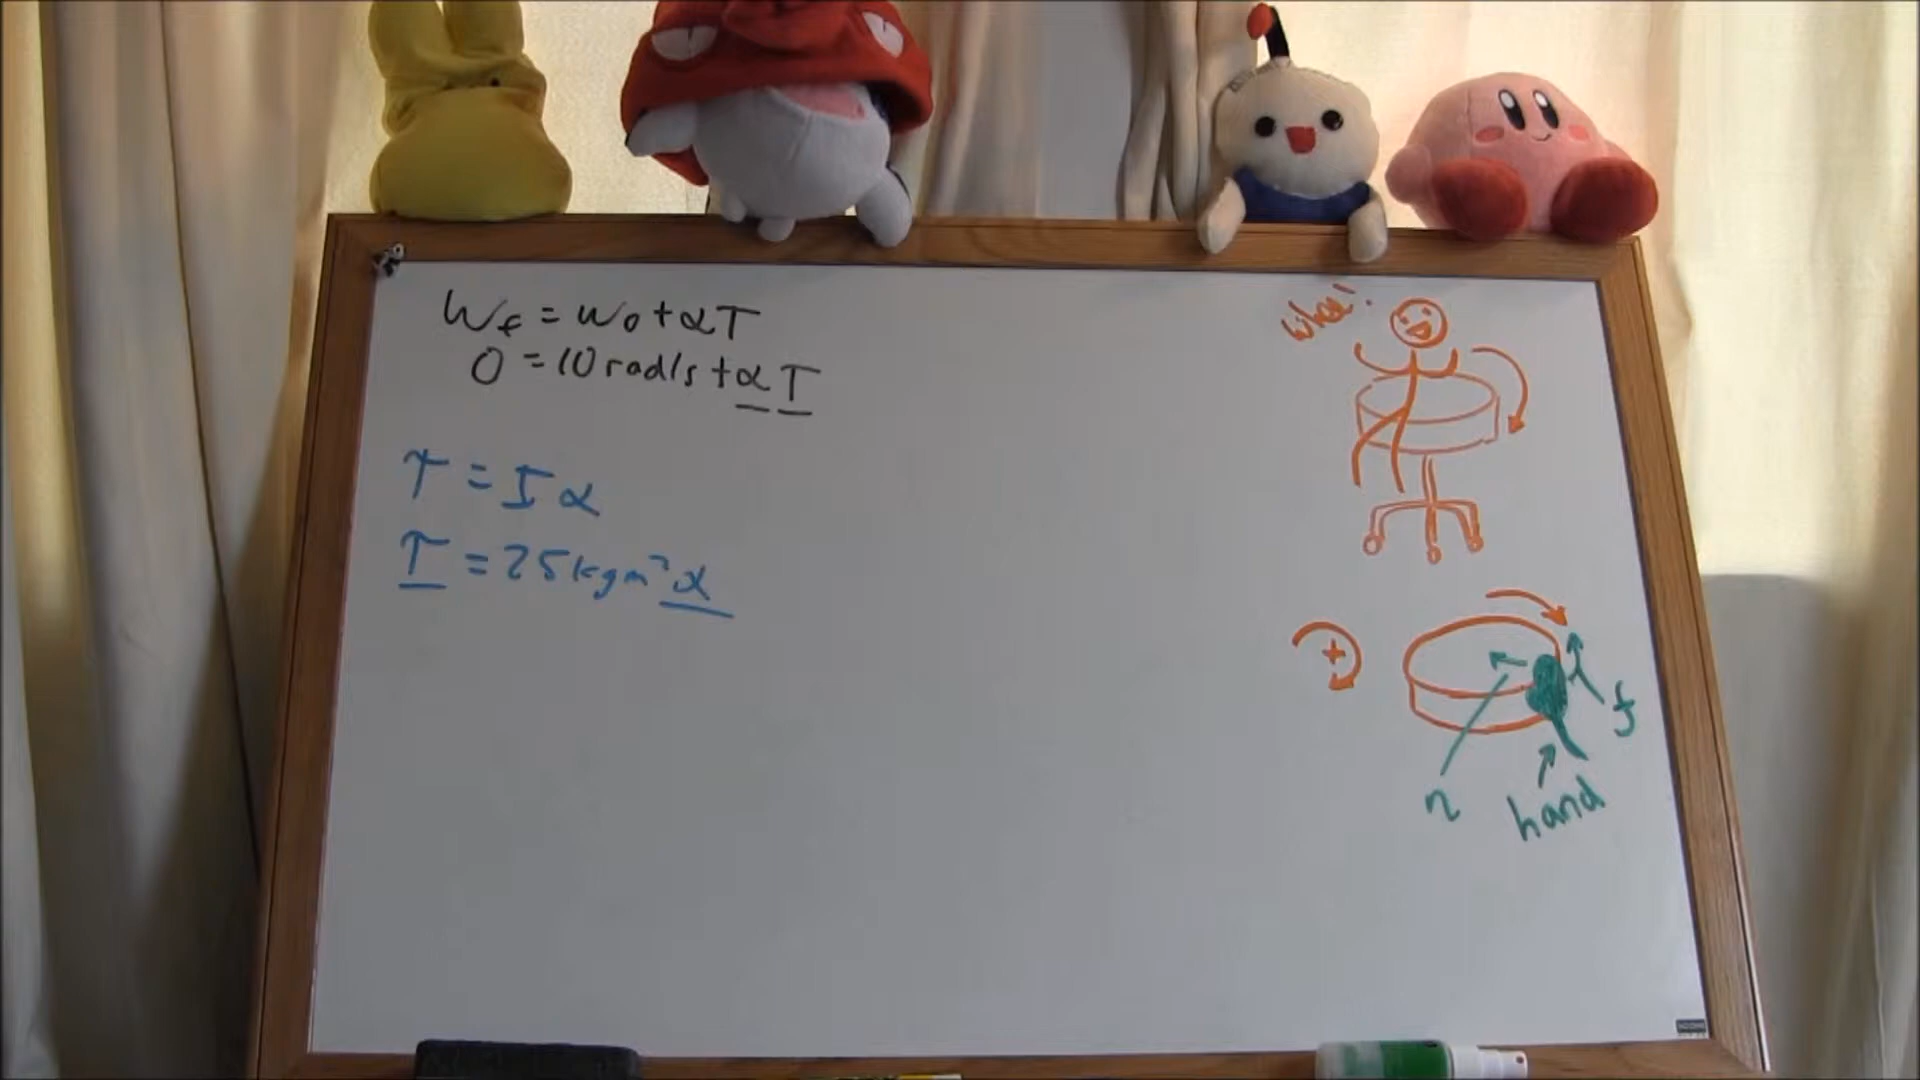 Wf = Wo + αT
0 = 10 rad/s + αT
τ = Iα
τ = 25 kgm² α
whee!
+
f
n
hand